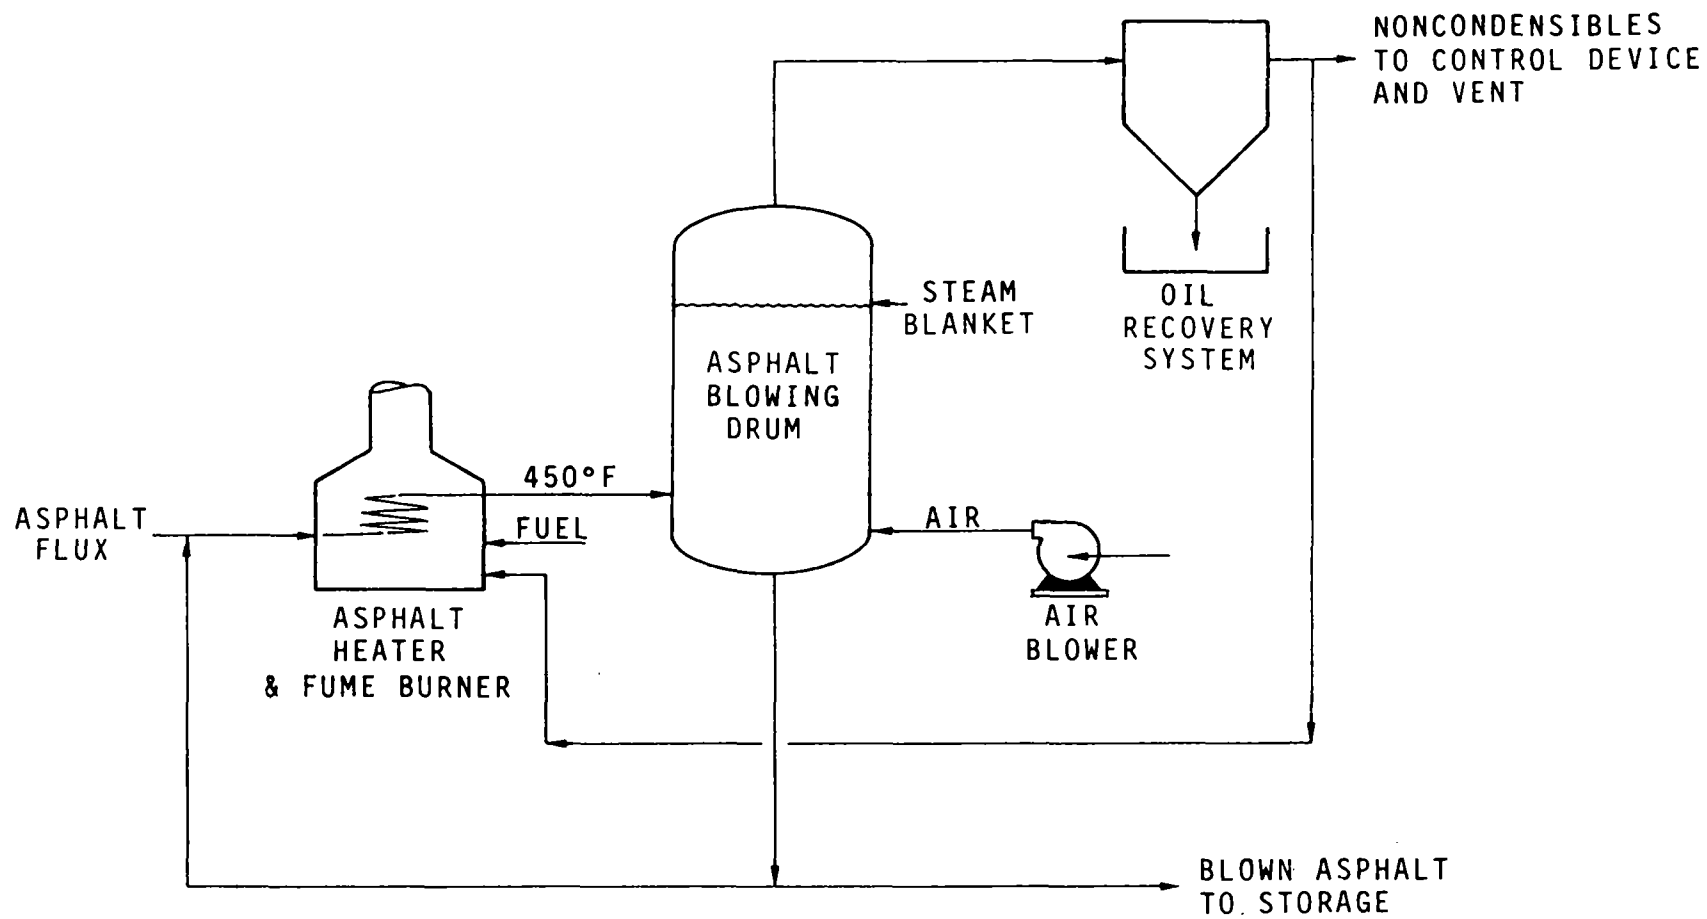 NONCONDENSIBLES
TO CONTROL DEVICE
AND VENT
STEAM
BLANKET
OIL
RECOVERY
SYSTEM
ASPHALT
BLOWING
DRUM
450°F
ASPHALT
FLUX
FUEL
AIR
ASPHALT
HEATER
& FUME BURNER
AIR
BLOWER
BLOWN ASPHALT
TO STORAGE